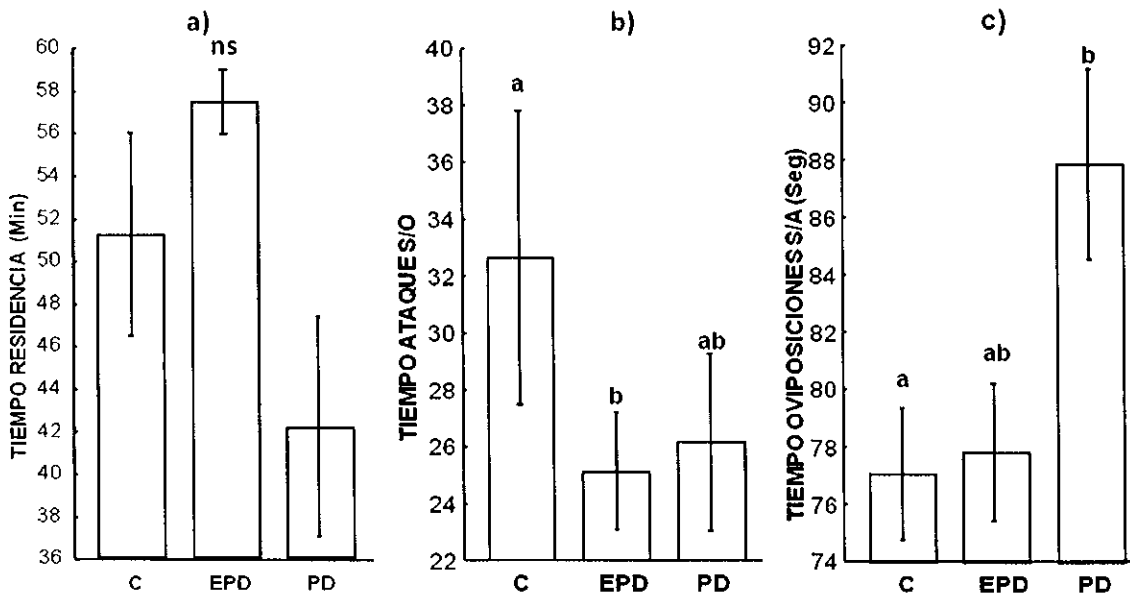 a)
TIEMPO RESIDENCIA (Min)
60
58
56
54
52
50
48
46
44
42
40
38
36
ns
C EPD PD
b)
TIEMPO ATAQUE S/O
40
38
36
34
32
30
28
26
24
22
a
b
ab
C EPD PD
c)
TIEMPO OVIPOSICIONES S/A (Seg)
92
90
88
86
84
82
80
78
76
74
a
ab
b
C EPD PD